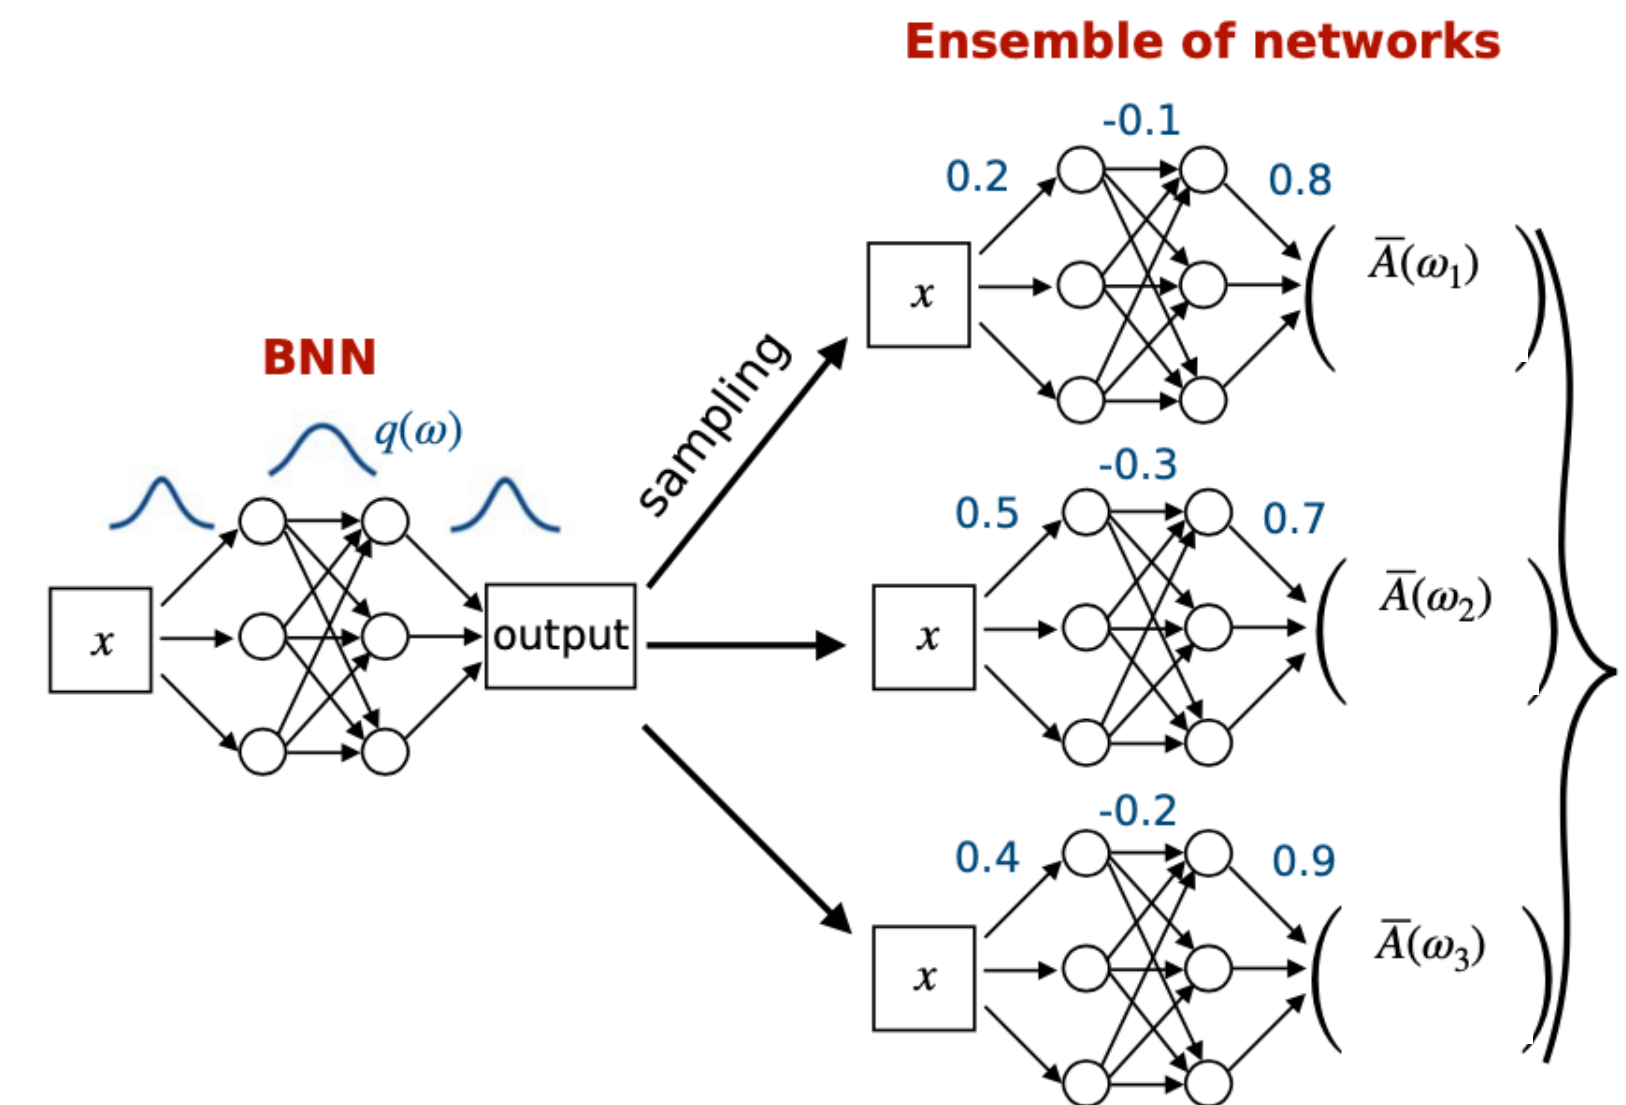 Ensemble of networks
BNN
q(ω)
x
output
sampling
0.2
-0.1
0.8
x
A̅(ω₁)
0.5
-0.3
0.7
x
A̅(ω₂)
0.4
-0.2
0.9
x
A̅(ω₃)